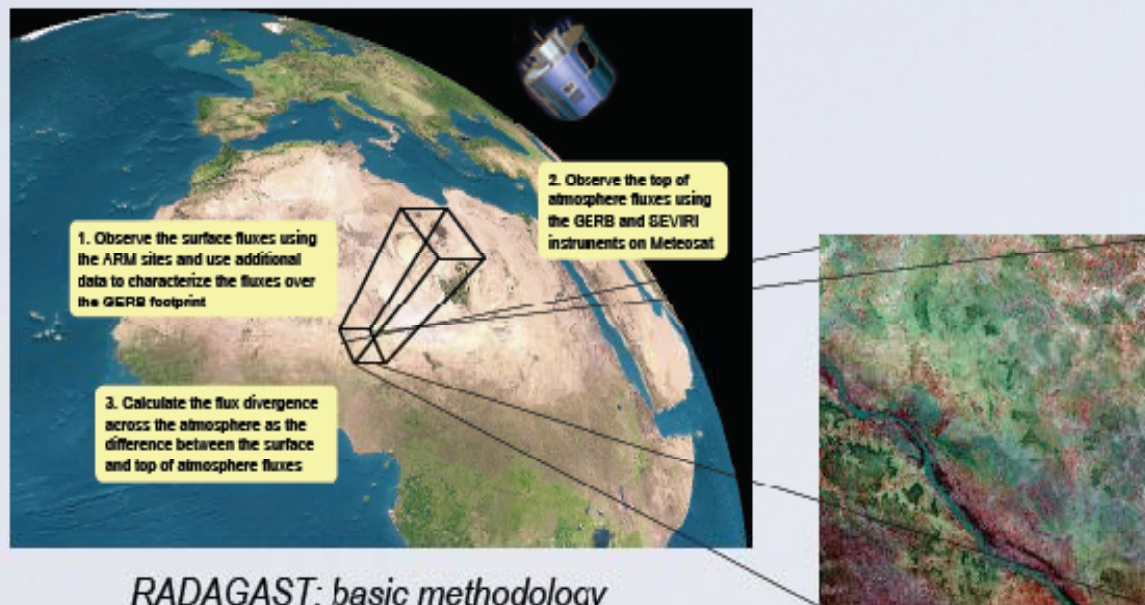 1. Observe the surface fluxes using
the ARM sites and use additional
data to characterize the fluxes over
the GERB footprint
2. Observe the top of
atmosphere fluxes using
the GERB and SEVIRI
instruments on Meteosat
3. Calculate the flux divergence
across the atmosphere as the
difference between the surface
and top of atmosphere fluxes
RADAGAST: basic methodology